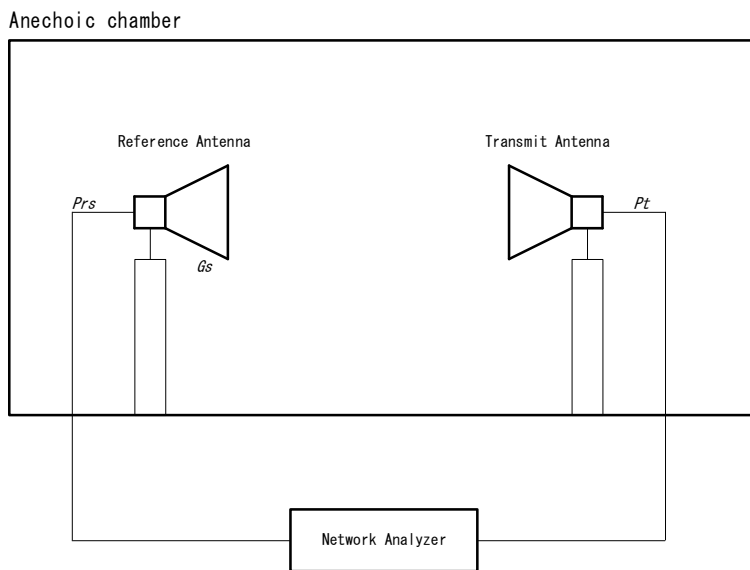 Anechoic chamber
Reference Antenna
Transmit Antenna
Prs
Pt
Gs
Network Analyzer